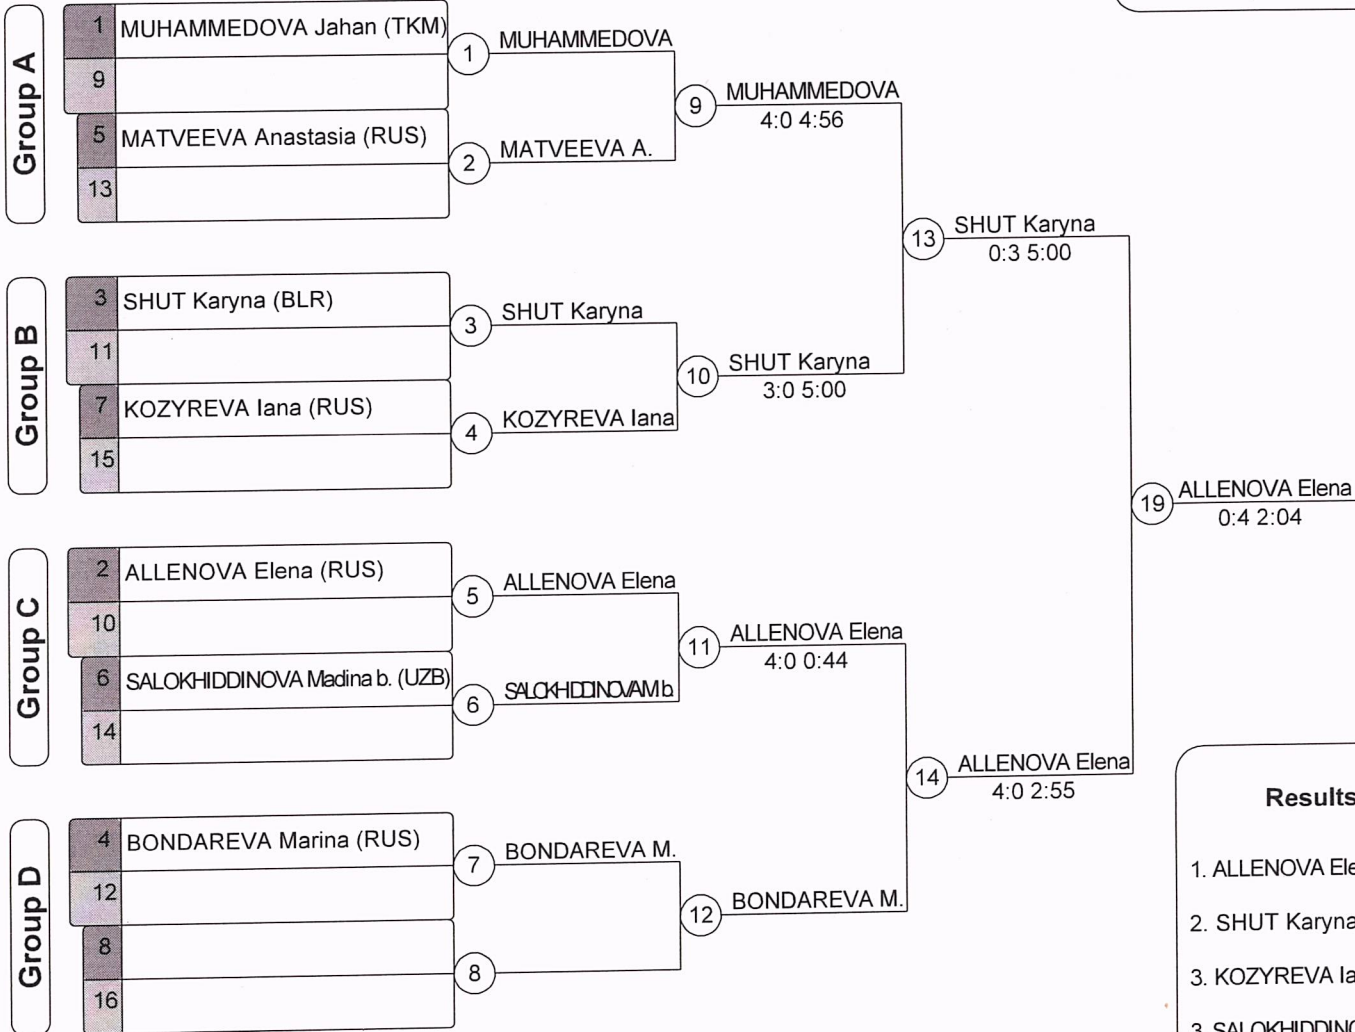 Group A
1 MUHAMMEDOVA Jahan (TKM)
9
5 MATVEEVA Anastasia (RUS)
13
1 MUHAMMEDOVA
2 MATVEEVA A.
9 MUHAMMEDOVA
4:0 4:56
Group B
3 SHUT Karyna (BLR)
11
7 KOZYREVA Iana (RUS)
15
3 SHUT Karyna
4 KOZYREVA Iana
10 SHUT Karyna
3:0 5:00
13 SHUT Karyna
0:3 5:00
Group C
2 ALLENOVA Elena (RUS)
10
6 SALOKHIDDINOVA Madina b. (UZB)
14
5 ALLENOVA Elena
6 SALOKHIDDINOVA M b.
11 ALLENOVA Elena
4:0 0:44
Group D
4 BONDAREVA Marina (RUS)
12
8
16
7 BONDAREVA M.
8
12 BONDAREVA M.
14 ALLENOVA Elena
4:0 2:55
19 ALLENOVA Elena
0:4 2:04
Results
1. ALLENOVA Ele
2. SHUT Karyna
3. KOZYREVA Ia
3. SALOKHIDDINO